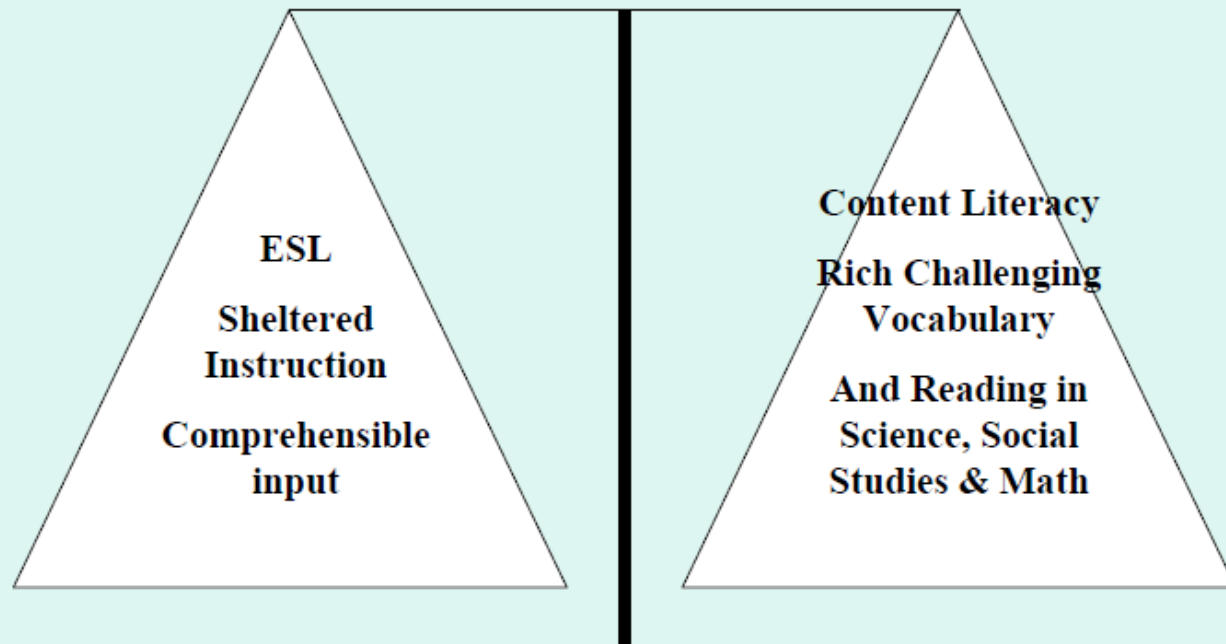 ESL
Sheltered
Instruction
Comprehensible
input
Content Literacy
Rich Challenging
Vocabulary
And Reading in
Science, Social
Studies & Math